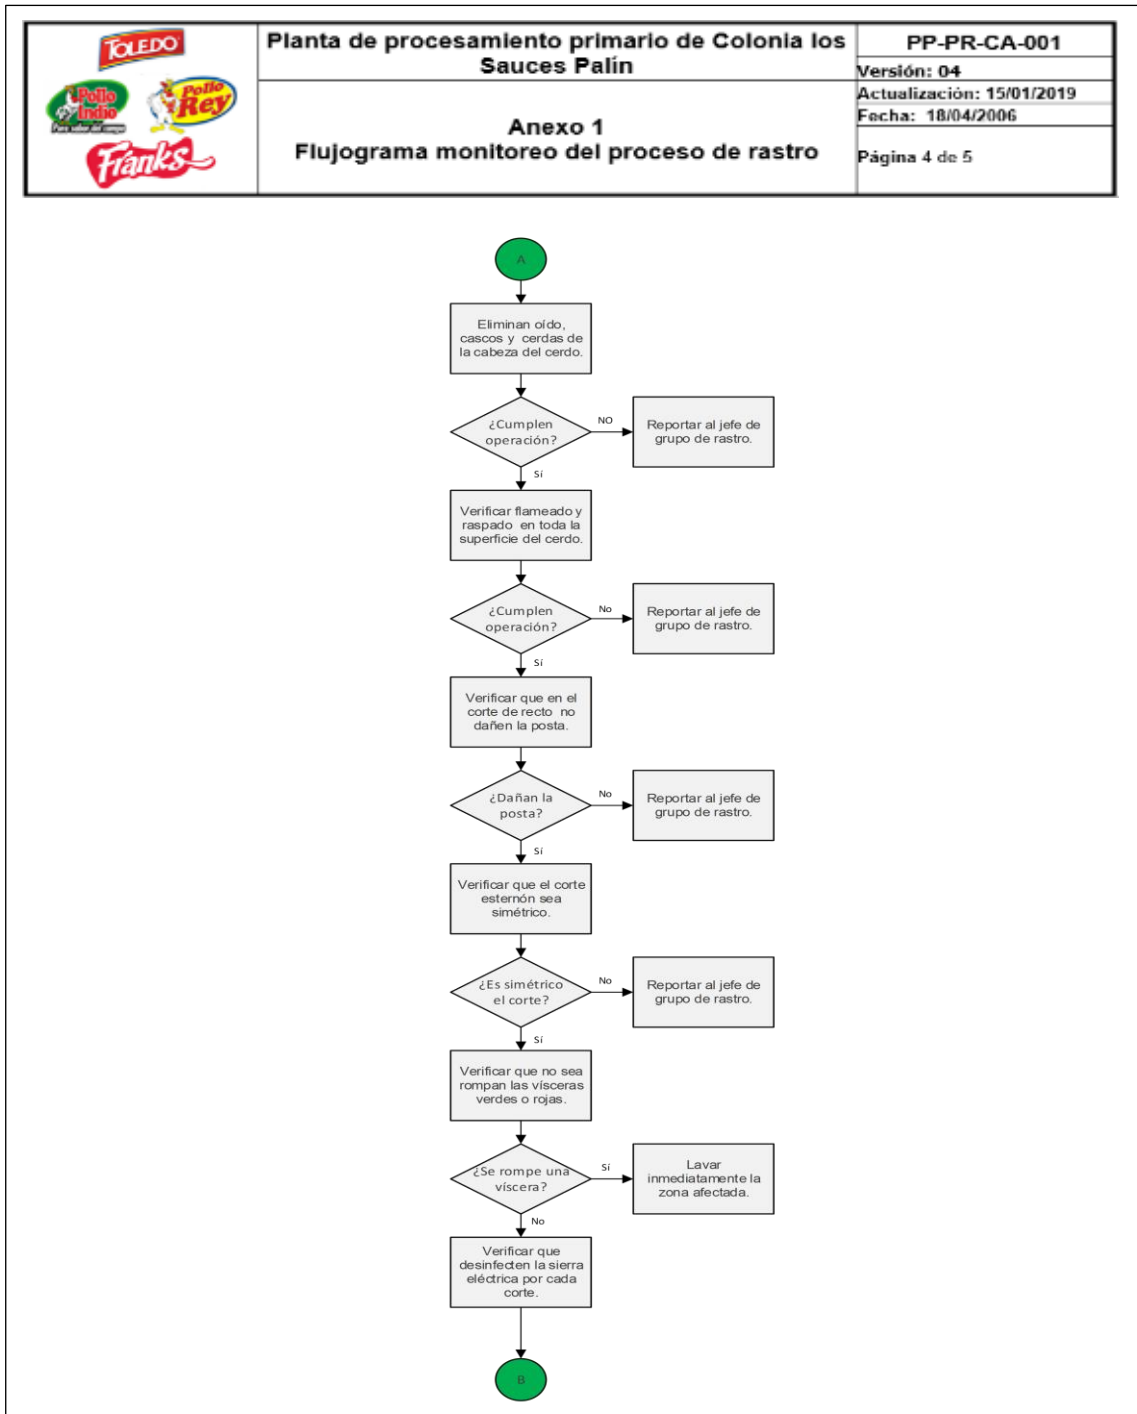 TOLEDO
Pollo
Indio
Para sabor del campo
Pollo
Rey
Franks
Planta de procesamiento primario de Colonia los
Sauces Palín
Anexo 1
Flujograma monitoreo del proceso de rastro
PP-PR-CA-001
Versión: 04
Actualización: 15/01/2019
Fecha: 18/04/2006
Página 4 de 5
A
Eliminan oído,
cascos y cerdas de
la cabeza del cerdo.
¿Cumplen
operación?
NO
Reportar al jefe de
grupo de rastro.
Sí
Verificar flameado y
raspado en toda la
superficie del cerdo.
¿Cumplen
operación?
No
Reportar al jefe de
grupo de rastro.
Sí
Verificar que en el
corte de recto no
dañen la posta.
¿Dañan la
posta?
No
Reportar al jefe de
grupo de rastro.
Sí
Verificar que el corte
esternón sea
simétrico.
¿Es simétrico
el corte?
No
Reportar al jefe de
grupo de rastro.
Sí
Verificar que no sea
rompan las vísceras
verdes o rojas.
¿Se rompe una
víscera?
Sí
Lavar
inmediatamente la
zona afectada.
No
Verificar que
desinfecten la sierra
eléctrica por cada
corte.
B